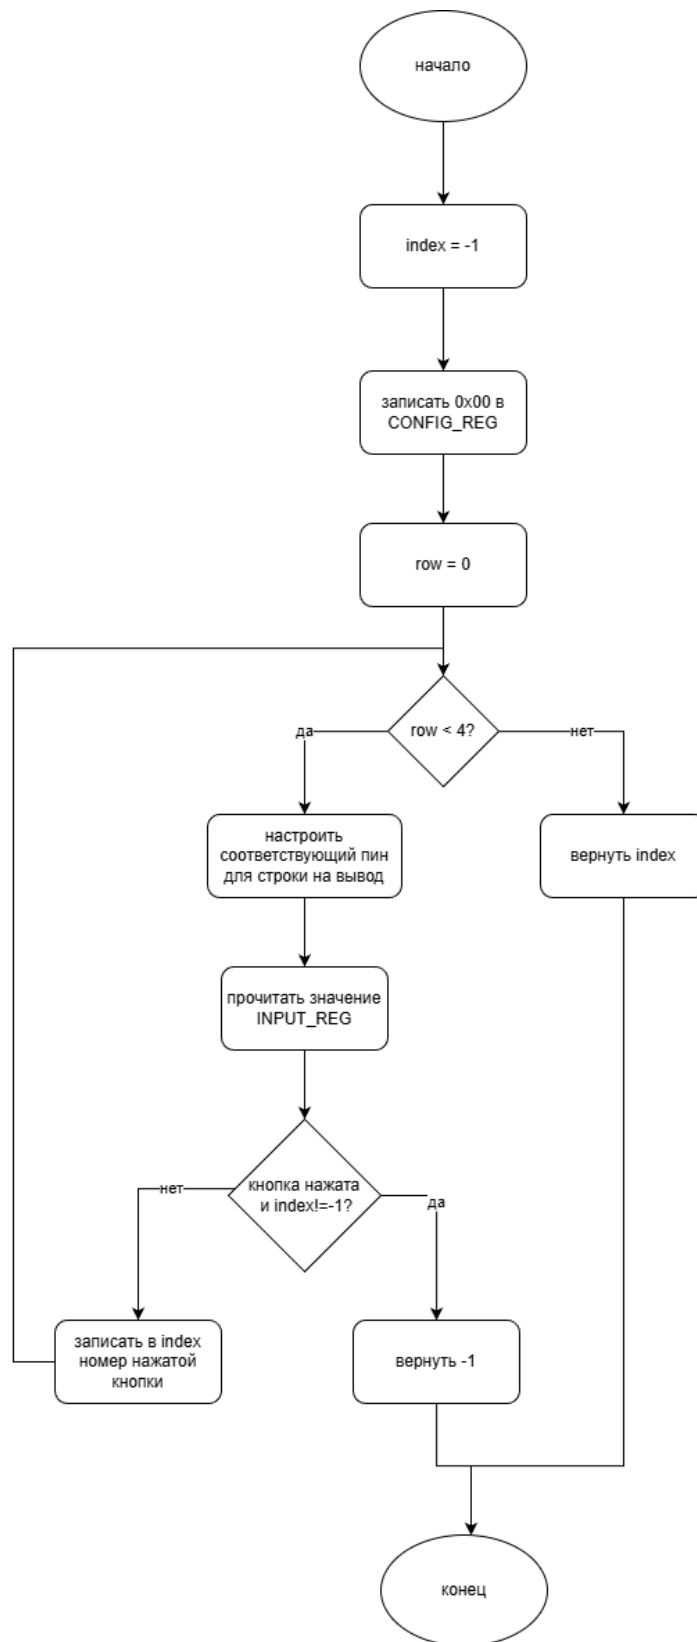 начало
index = -1
записать 0x00 в
CONFIG_REG
row = 0
row < 4?
да
нет
настроить
соответствующий пин
для строки на вывод
вернуть index
прочитать значение
INPUT_REG
кнопка нажата
и index!=-1?
нет
да
записать в index
номер нажатой
кнопки
вернуть -1
конец